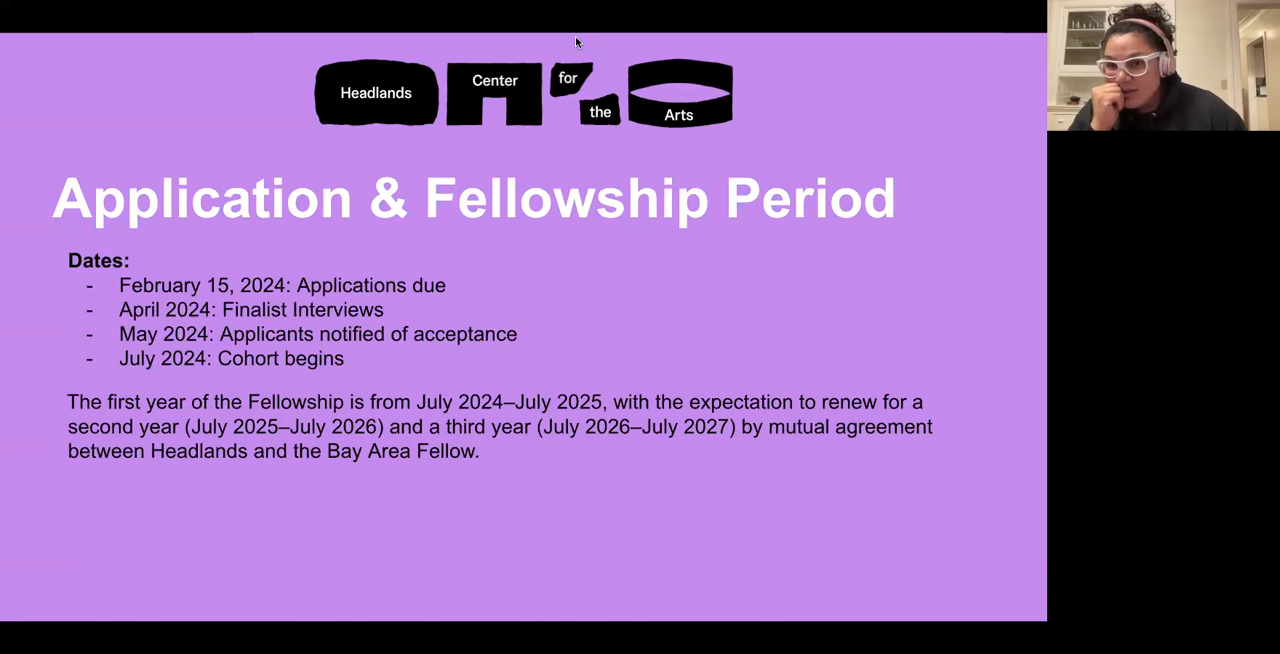 Headlands
Center
for
the
Arts
Application & Fellowship Period
Dates:
- February 15, 2024: Applications due
- April 2024: Finalist Interviews
- May 2024: Applicants notified of acceptance
- July 2024: Cohort begins
The first year of the Fellowship is from July 2024–July 2025, with the expectation to renew for a
second year (July 2025–July 2026) and a third year (July 2026–July 2027) by mutual agreement
between Headlands and the Bay Area Fellow.